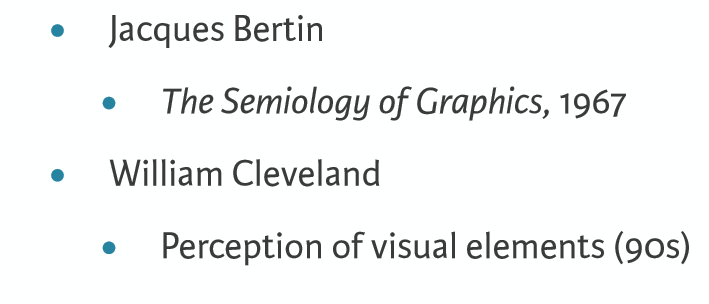 • Jacques Bertin
• The Semiology of Graphics, 1967
• William Cleveland
• Perception of visual elements (90s)